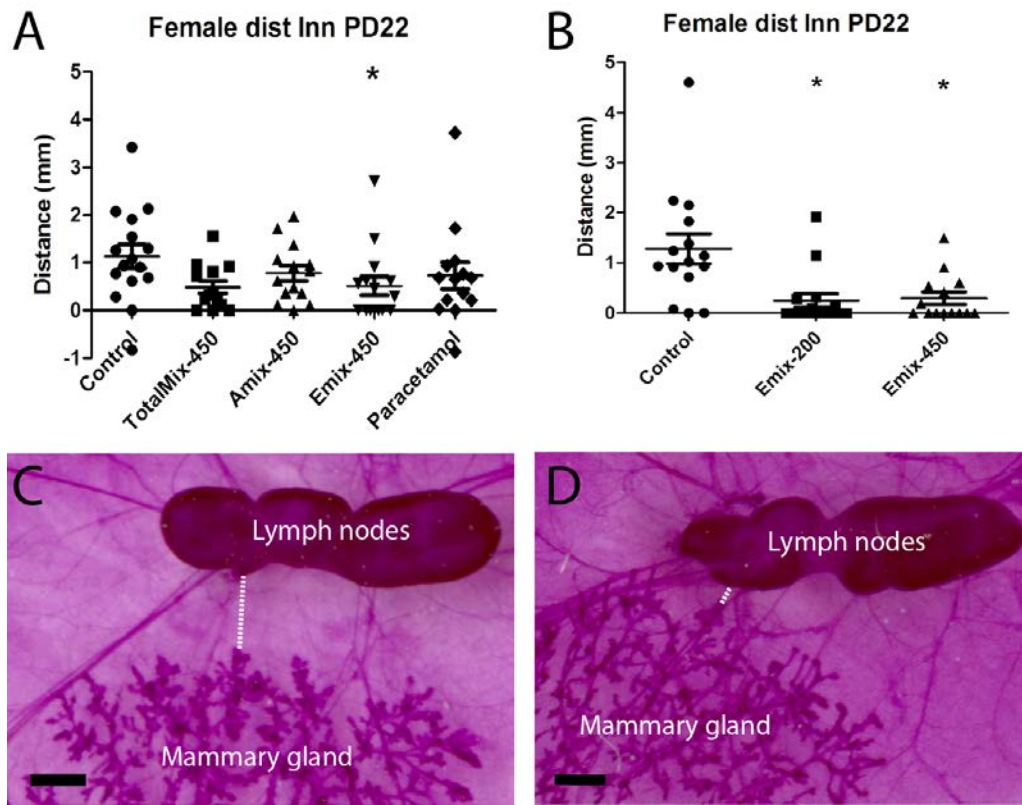 A
Female dist lnn PD22
*
Distance (mm)
5
4
3
2
1
0
-1
Control
TotalMix-450
Amix-450
Emix-450
Paracetamol
B
Female dist lnn PD22
*
*
Distance (mm)
5
4
3
2
1
0
Control
Emix-200
Emix-450
C
Lymph nodes
Mammary gland
D
Lymph nodes
Mammary gland